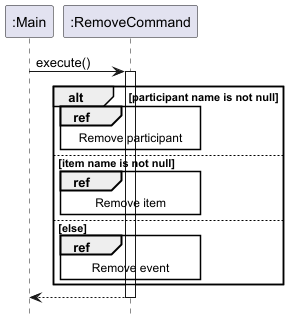 :Main
:RemoveCommand
execute()
alt
[participant name is not null]
ref
Remove participant
[item name is not null]
ref
Remove item
[else]
ref
Remove event